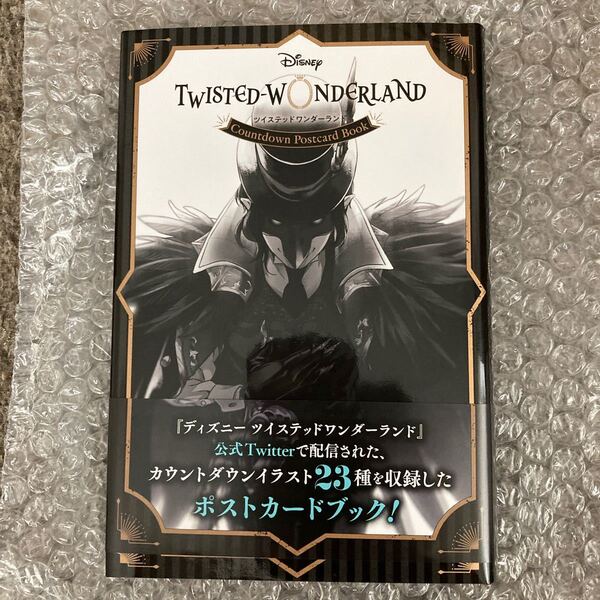 Disney
TWISTED-WONDERLAND
ツイステッドワンダーランド
Countdown Postcard Book
『ディズニー ツイステッドワンダーランド』
公式Twitterで配信された、
カウントダウンイラスト23種を収録した
ポストカードブック!